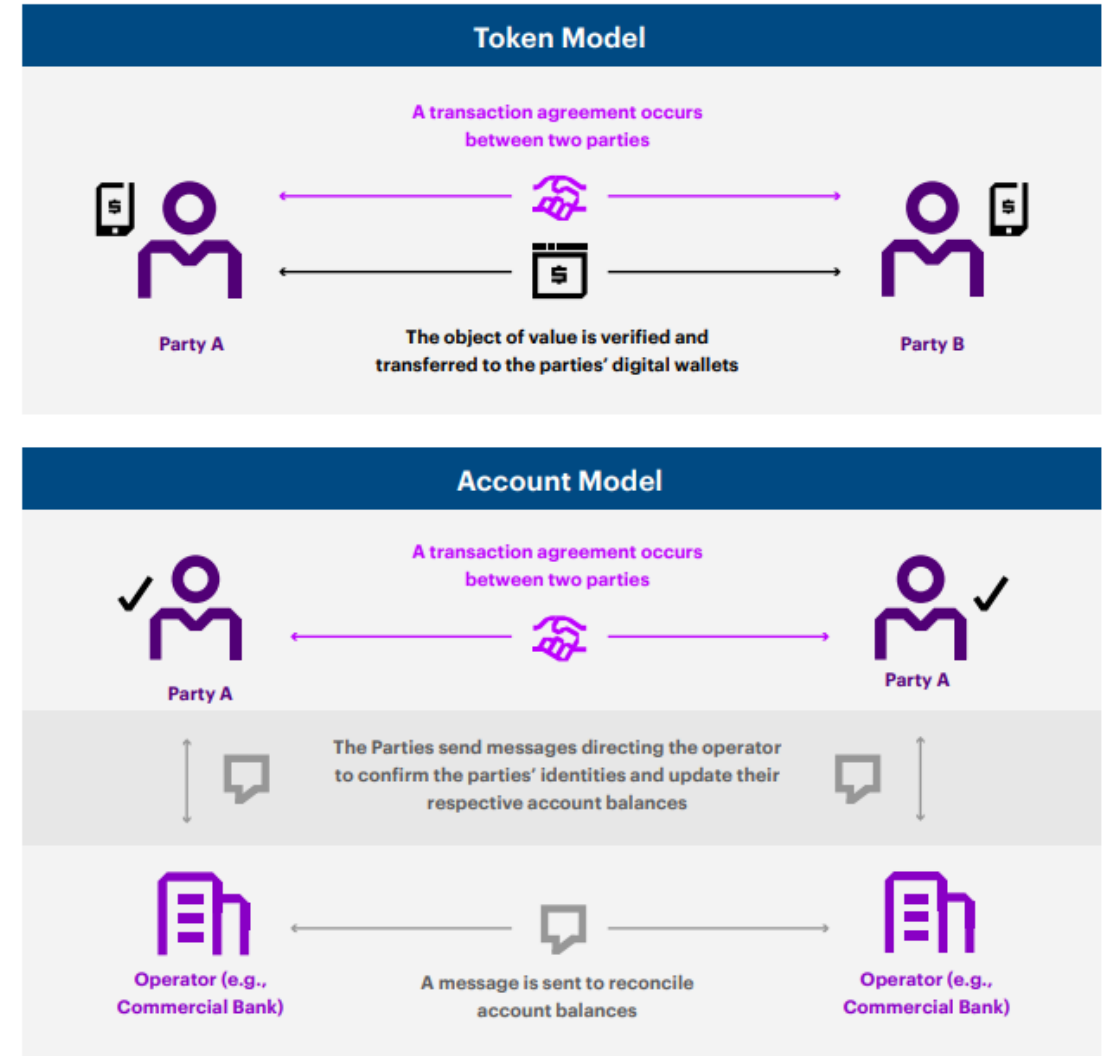 Token Model
A transaction agreement occurs
between two parties
$
$
$
Party A
The object of value is verified and
transferred to the parties’ digital wallets
Party B
Account Model
A transaction agreement occurs
between two parties
Party A
Party A
The Parties send messages directing the operator
to confirm the parties’ identities and update their
respective account balances
Operator (e.g.,
Commercial Bank)
A message is sent to reconcile
account balances
Operator (e.g.,
Commercial Bank)